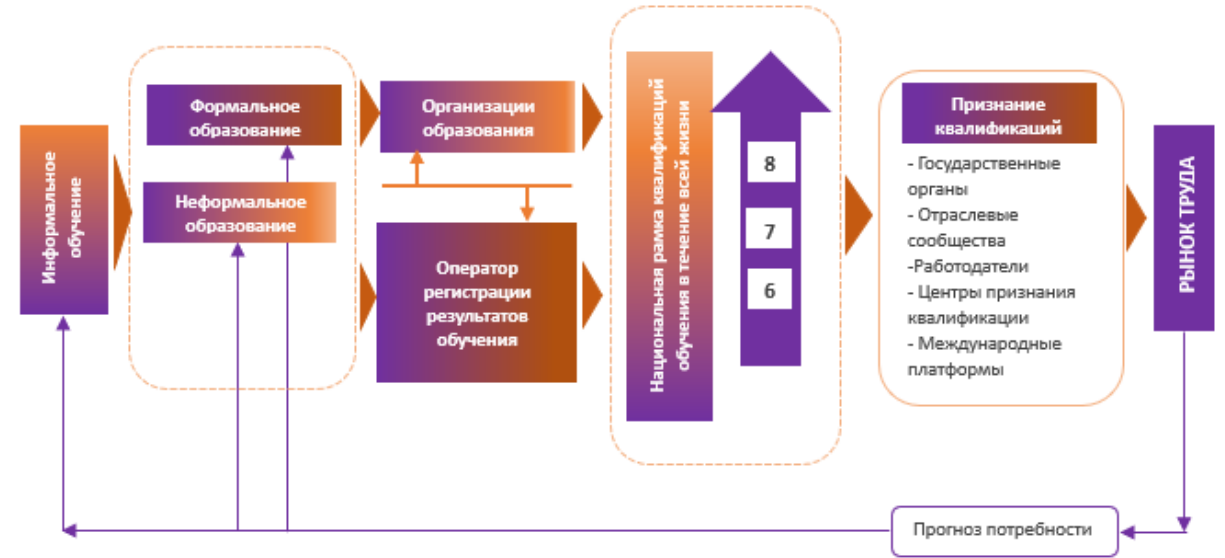 Информальное
обучение
Формальное
образование
Неформальное
образование
Организации
образования
Оператор
регистрации
результатов
обучения
Национальная рамка квалификаций
обучения в течение всей жизни
8
7
6
Признание
квалификаций
- Государственные
органы
- Отраслевые
сообщества
-Работодатели
- Центры признания
квалификации
- Международные
платформы
РЫНОК ТРУДА
Прогноз потребности